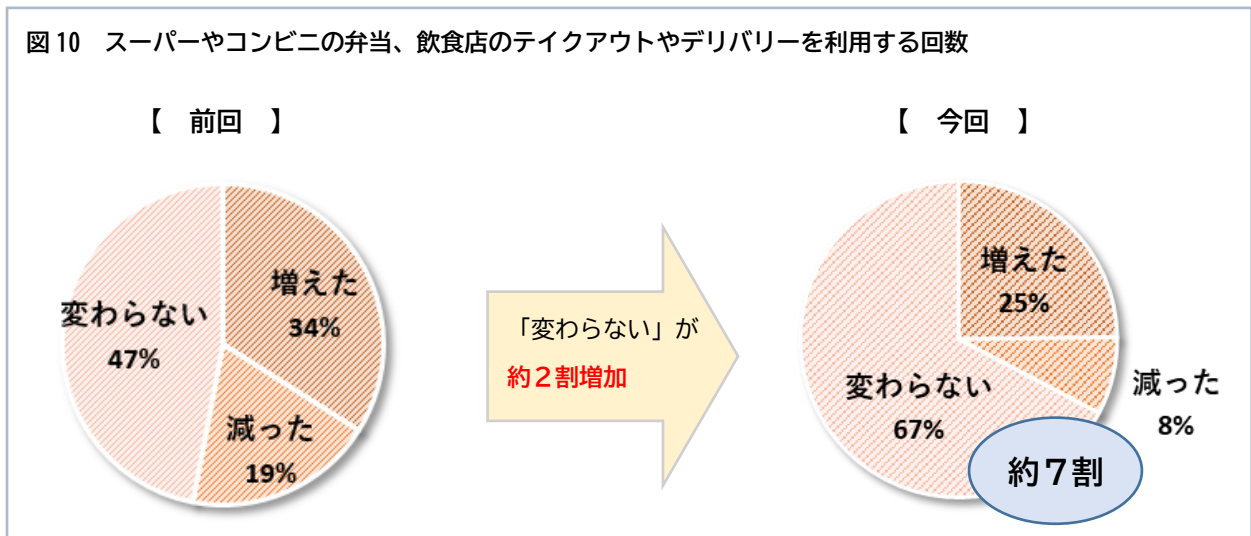 図10 スーパーやコンビニの弁当、飲食店のテイクアウトやデリバリーを利用する回数
【 前回 】
【 今回 】
増えた
34%
変わらない
47%
減った
19%
「変わらない」が
約２割増加
増えた
25%
変わらない
67%
減った
8%
約７割